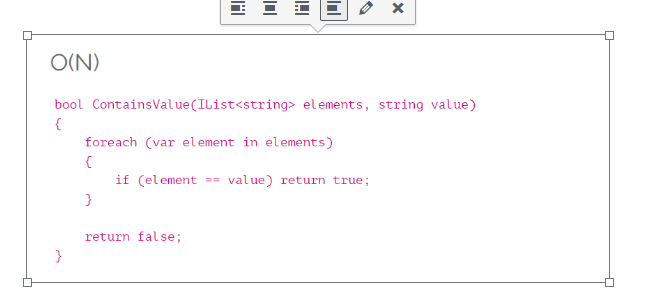 O(N)
bool ContainsValue(IList<string> elements, string value)
{
    foreach (var element in elements)
    {
        if (element == value) return true;
    }

    return false;
}